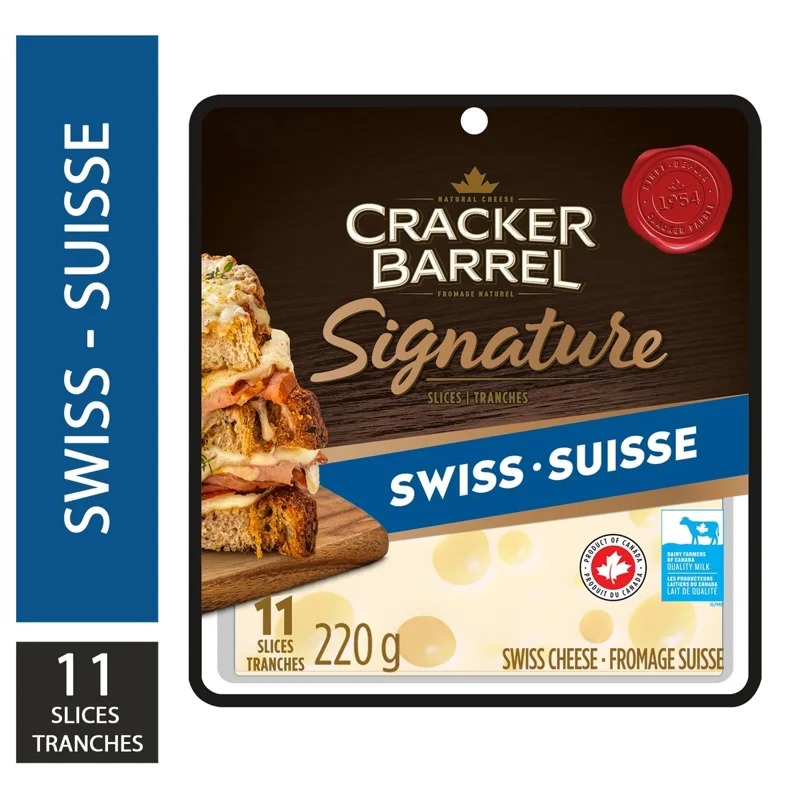 SWISS - SUISSE
11
SLICES
TRANCHES
NATURAL CHEESE
CRACKER
BARREL
FROMAGE NATUREL
Signature
SLICES | TRANCHES
1954
CRACKER BARREL
SWISS · SUISSE
PRODUCT OF CANADA
PRODUIT DU CANADA
DAIRY FARMERS
OF CANADA
QUALITY MILK
LES PRODUCTEURS
LAITIERS DU CANADA
LAIT DE QUALITÉ
11
SLICES
TRANCHES
220 g
SWISS CHEESE · FROMAGE SUISSE